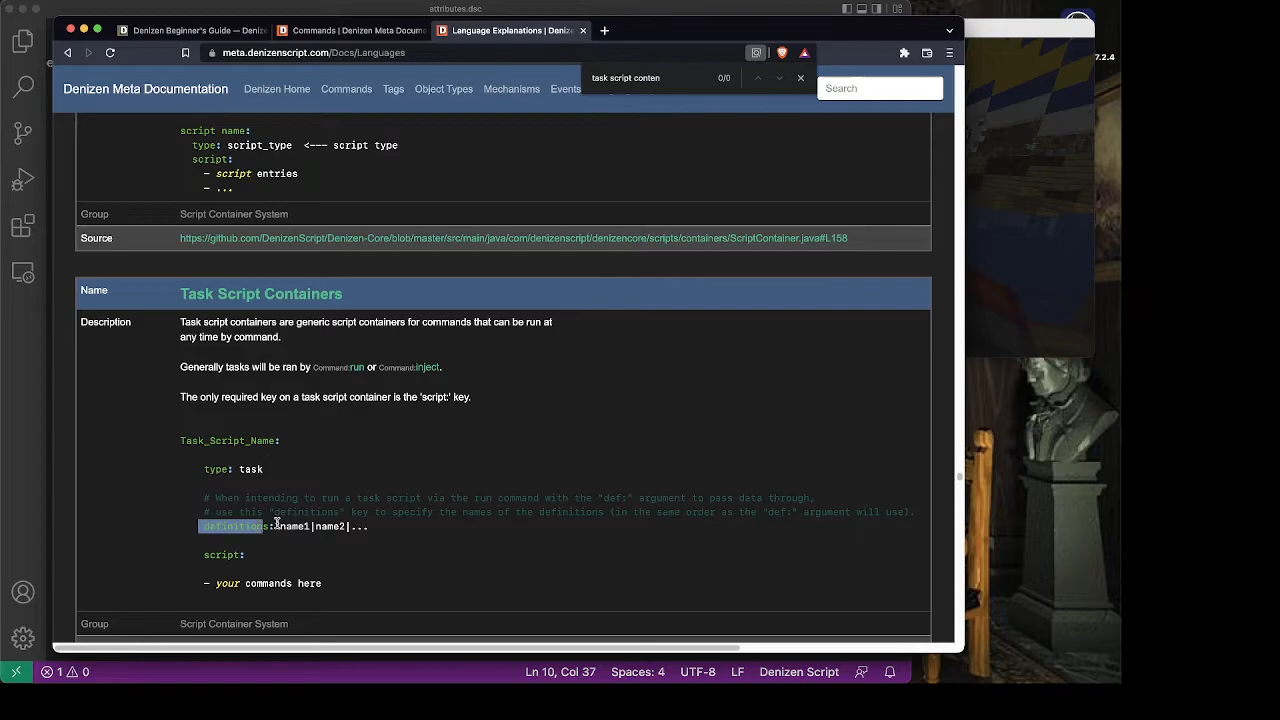 attributes.dsc
Denizen Beginner's Guide — Deniz
Commands | Denizen Meta Docum
Language Explanations | Deniz
meta.denizenscript.com/Docs/Languages
task script conten
0/0
Denizen Meta Documentation
Denizen Home
Commands
Tags
Object Types
Mechanisms
Events
Search
7.2.4
script name:
type: script_type <--- script type
script:
- script entries
- ...
Group
Script Container System
Source
https://github.com/DenizenScript/Denizen-Core/blob/master/src/main/java/com/denizenscript/denizencore/scripts/containers/ScriptContainer.java#L158
Name
Task Script Containers
Description
Task script containers are generic script containers for commands that can be run at
any time by command.
Generally tasks will be ran by Command:run or Command:inject.
The only required key on a task script container is the 'script:' key.
Task_Script_Name:
type: task
# When intending to run a task script via the run command with the "def:" argument to pass data through,
# use this "definitions" key to specify the names of the definitions (in the same order as the "def:" argument will use).
definitions: name1|name2|...
script:
- your commands here
Group
Script Container System
1
0
Ln 10, Col 37
Spaces: 4
UTF-8
LF
Denizen Script